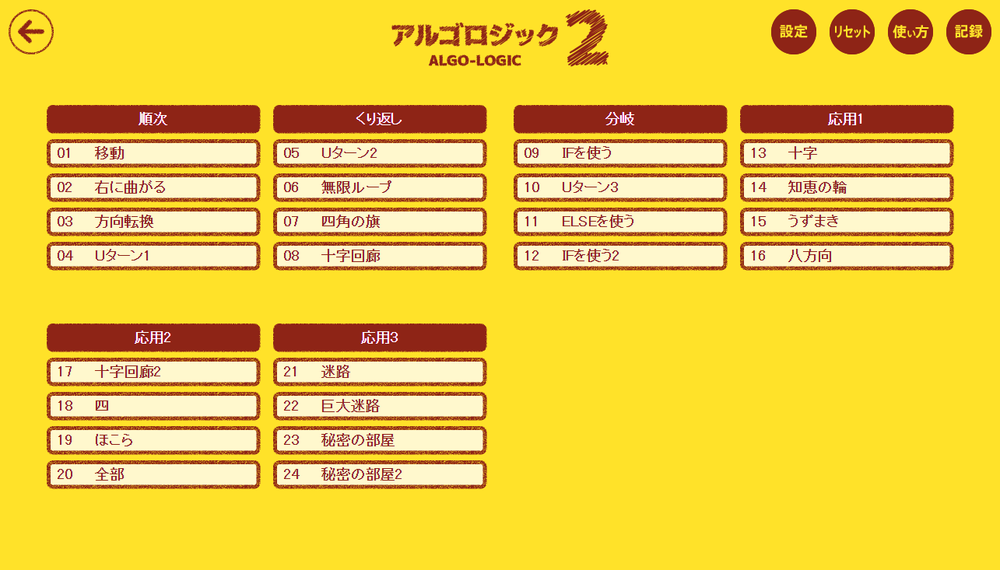 アルゴロジック2
ALGO-LOGIC
設定
リセット
使い方
記録
順次
01 移動
02 右に曲がる
03 方向転換
04 Uターン1
くり返し
05 Uターン2
06 無限ループ
07 四角の旗
08 十字回廊
分岐
09 IFを使う
10 Uターン3
11 ELSEを使う
12 IFを使う2
応用1
13 十字
14 知恵の輪
15 うずまき
16 八方向
応用2
17 十字回廊2
18 四
19 ほこら
20 全部
応用3
21 迷路
22 巨大迷路
23 秘密の部屋
24 秘密の部屋2